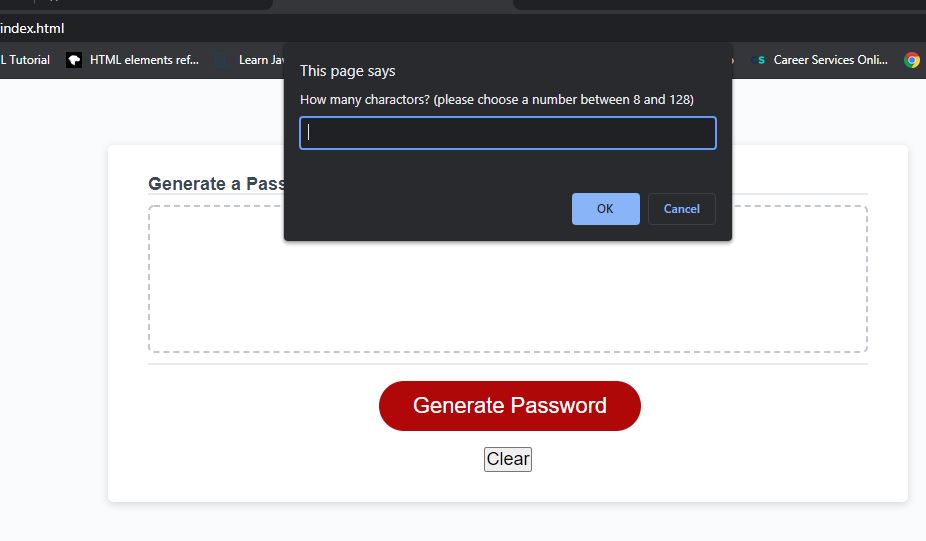 index.html
L Tutorial
HTML elements ref...
Learn Jav
Career Services Onli...
This page says
How many charactors? (please choose a number between 8 and 128)
OK
Cancel
Generate a Pass
Generate Password
Clear